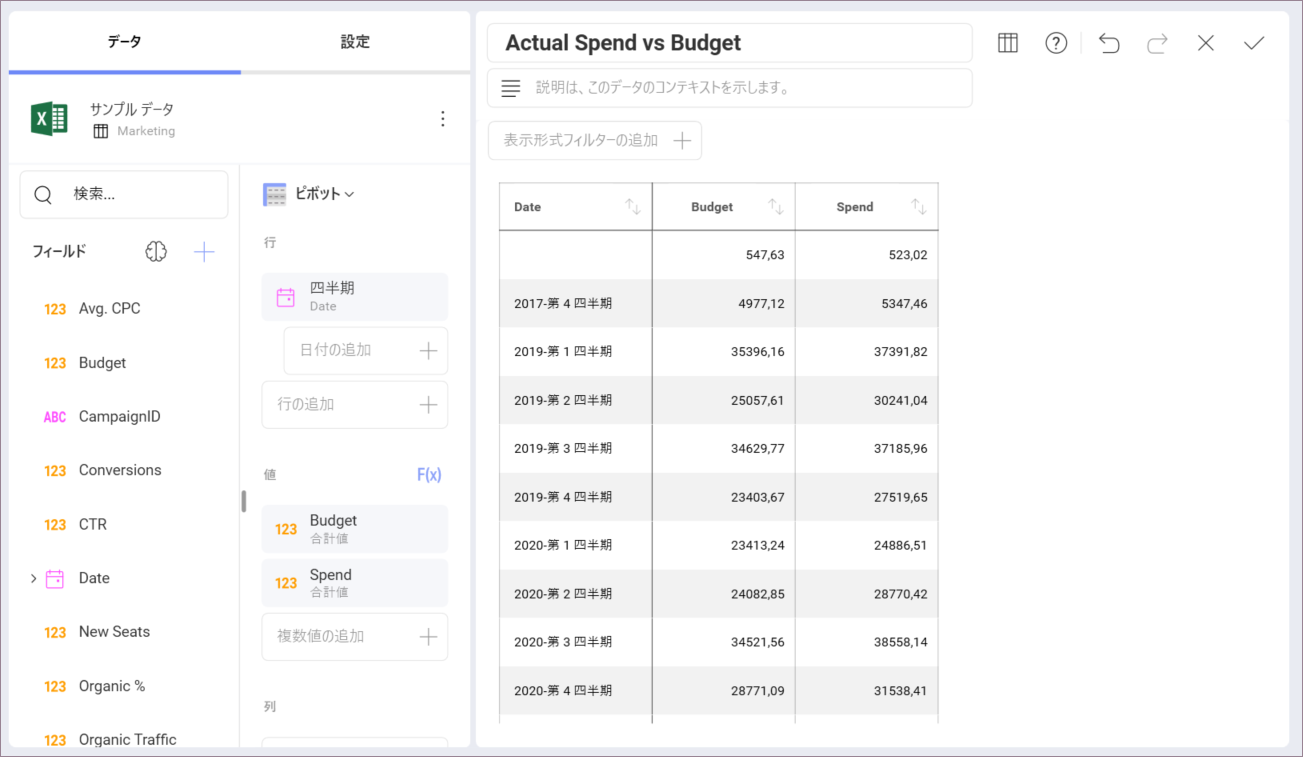 データ
設定
サンプル データ
Marketing
検索...
フィールド
123 Avg. CPC
123 Budget
ABC CampaignID
123 Conversions
123 CTR
Date
123 New Seats
123 Organic %
123 Organic Traffic
ピボット
行
四半期
Date
日付の追加
行の追加
値 F(x)
123 Budget
合計値
123 Spend
合計値
複数値の追加
列
Actual Spend vs Budget
説明は、このデータのコンテキストを示します。
表示形式フィルターの追加
Date Budget Spend
547,63 523,02
2017-第 4 四半期 4977,12 5347,46
2019-第 1 四半期 35396,16 37391,82
2019-第 2 四半期 25057,61 30241,04
2019-第 3 四半期 34629,77 37185,96
2019-第 4 四半期 23403,67 27519,65
2020-第 1 四半期 23413,24 24886,51
2020-第 2 四半期 24082,85 28770,42
2020-第 3 四半期 34521,56 38558,14
2020-第 4 四半期 28771,09 31538,41